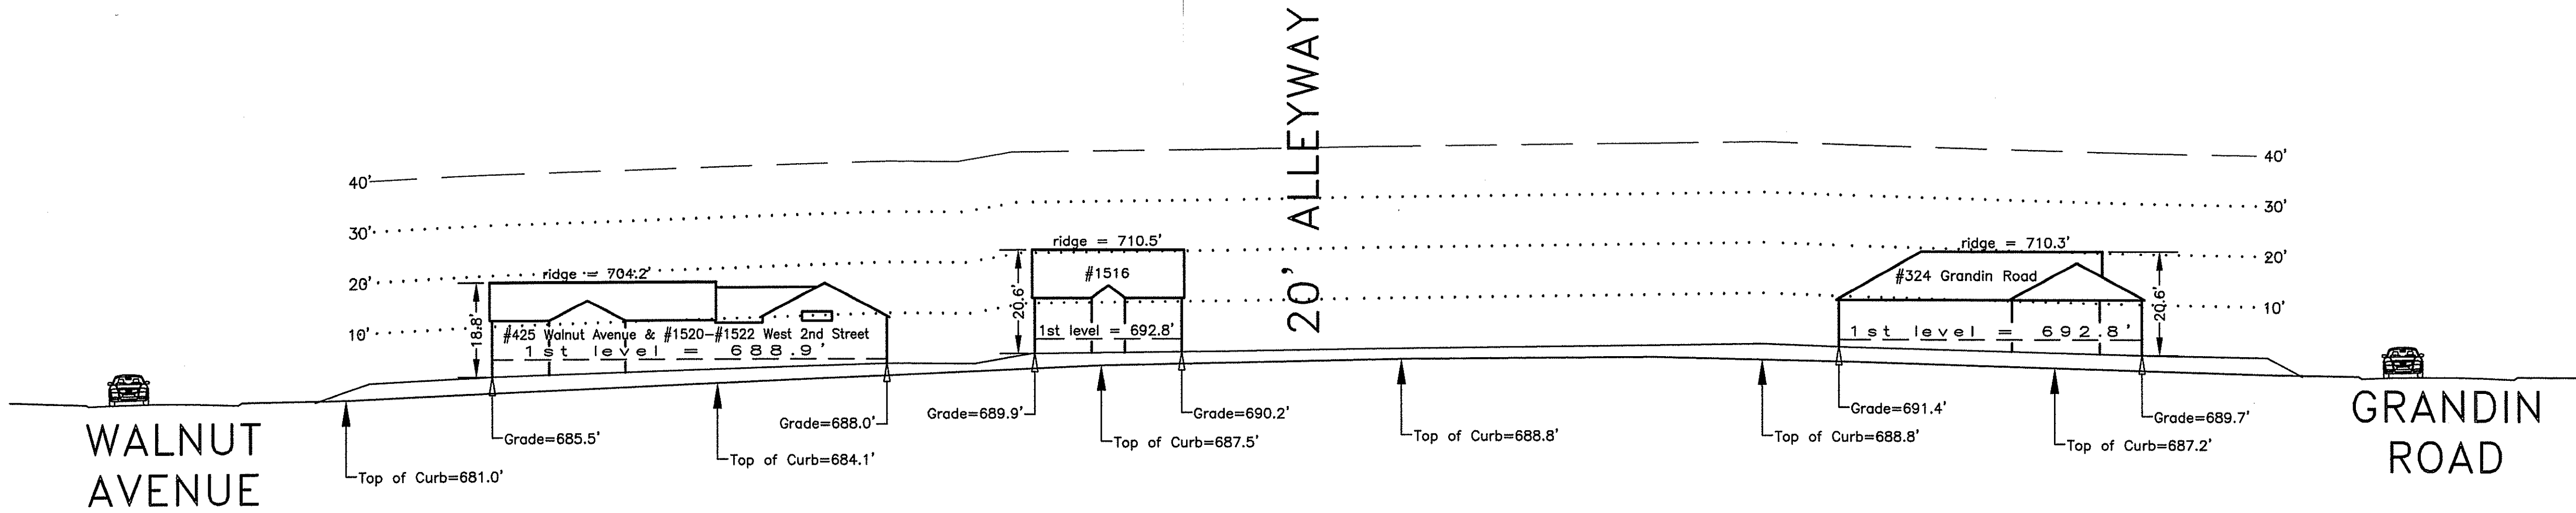 20' ALLEYWAY
40'
40'
30'
30'
ridge = 710.5'
ridge = 710.3'
20'
ridge = 704.2'
20'
#1516
#324 Grandin Road
18.8'
20.6'
20.6'
10'
10'
#425 Walnut Avenue & #1520-#1522 West 2nd Street
1st level = 688.9'
1st level = 692.8'
1st level = 692.8'
WALNUT
AVENUE
GRANDIN
ROAD
Top of Curb=681.0'
Grade=685.5'
Top of Curb=684.1'
Grade=688.0'
Grade=689.9'
Top of Curb=687.5'
Grade=690.2'
Top of Curb=688.8'
Top of Curb=688.8'
Grade=691.4'
Top of Curb=687.2'
Grade=689.7'